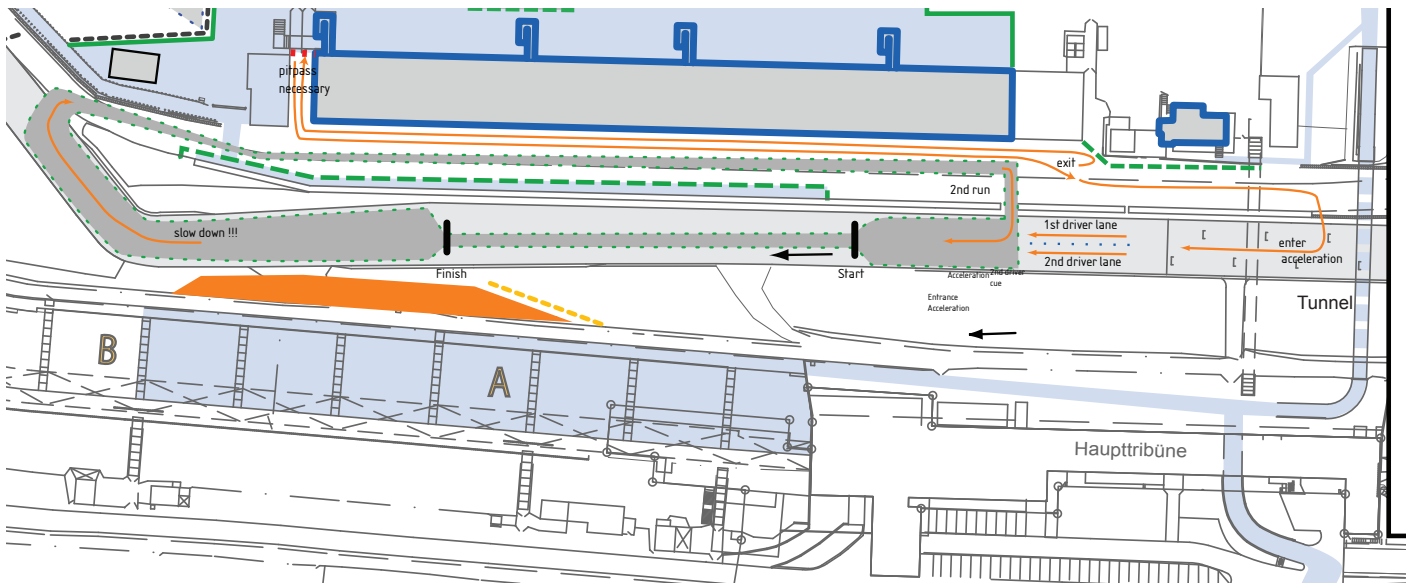 pitpass
necessary
exit
2nd run
1st driver lane
2nd driver lane
enter
acceleration
slow down !!!
Finish
Start
Acceleration
2nd driver
cue
Entrance
Acceleration
Tunnel
B
A
Haupttribüne